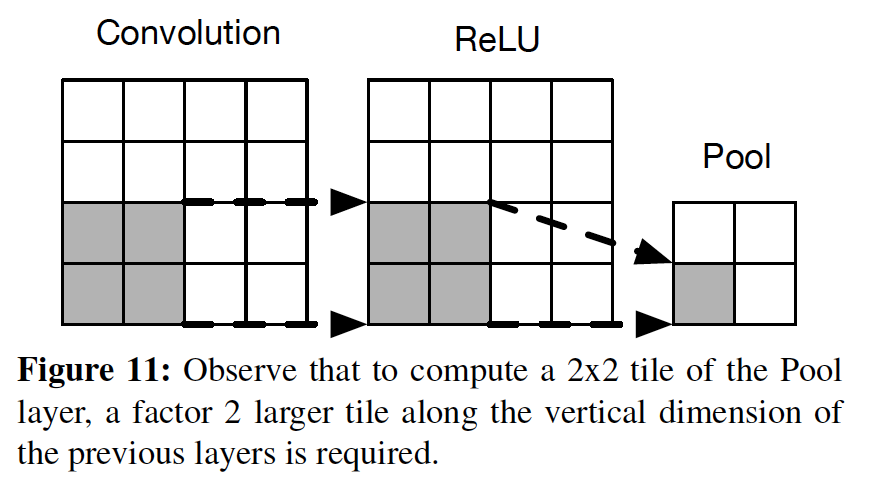 Convolution
ReLU
Pool
Figure 11: Observe that to compute a 2x2 tile of the Pool
layer, a factor 2 larger tile along the vertical dimension of
the previous layers is required.